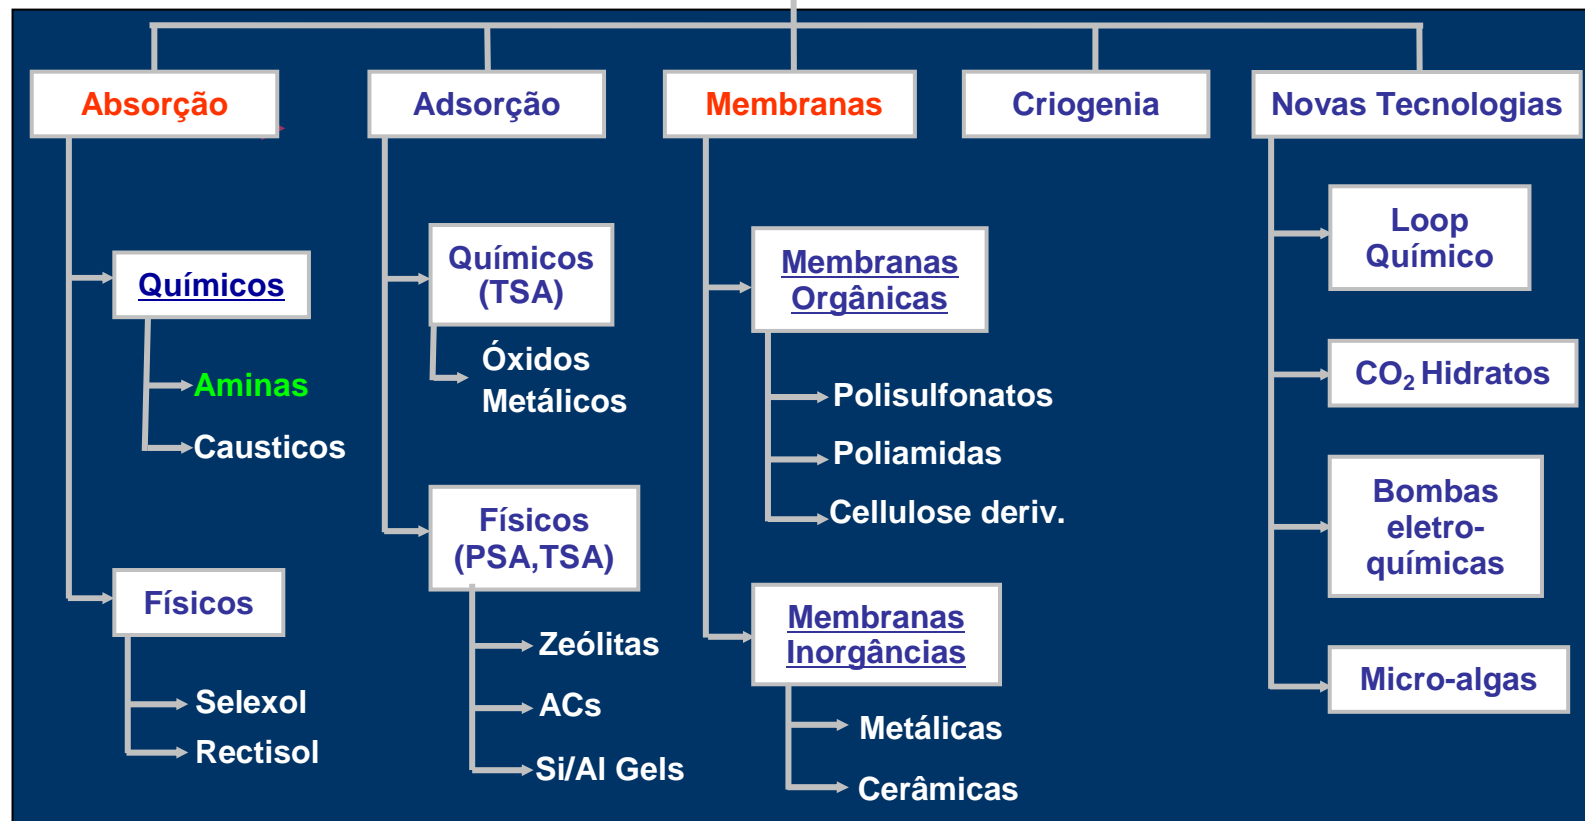 Absorção
Adsorção
Membranas
Criogenia
Novas Tecnologias
Químicos
Aminas
Causticos
Físicos
Selexol
Rectisol
Químicos
(TSA)
Óxidos
Metálicos
Físicos
(PSA,TSA)
Zeólitas
ACs
Si/Al Gels
Membranas
Orgânicas
Polisulfonatos
Poliamidas
Cellulose deriv.
Membranas
Inorgâncias
Metálicas
Cerâmicas
Loop
Químico
CO₂ Hidratos
Bombas
eletro-
químicas
Micro-algas